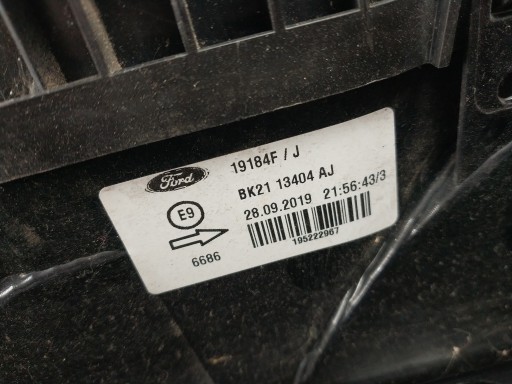 Ford
19184F / J
BK21 13404 AJ
E9
28.09.2019 21:56:43/3
6686
195222967